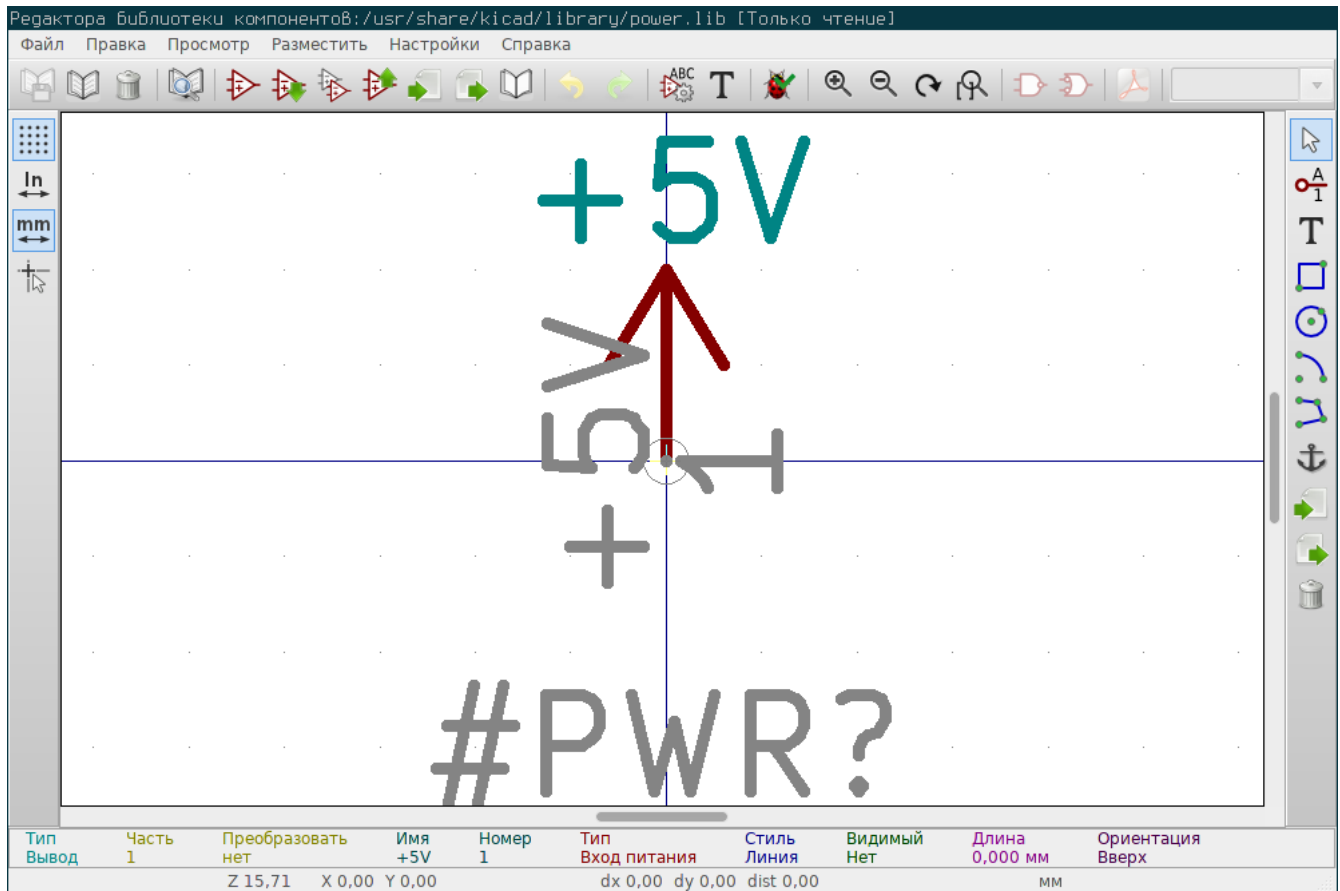 Редактора библиотеки компонентов:/usr/share/kicad/library/power.lib [Только чтение]
Файл Правка Просмотр Разместить Настройки Справка
ABC T
In
mm
A
1
T
+5V
+5V
1
#PWR?
Тип Часть Преобразовать Имя Номер Тип Стиль Видимый Длина Ориентация
Вывод 1 нет +5V 1 Вход питания Линия Нет 0,000 мм Вверх
Z 15,71 X 0,00 Y 0,00 dx 0,00 dy 0,00 dist 0,00 мм